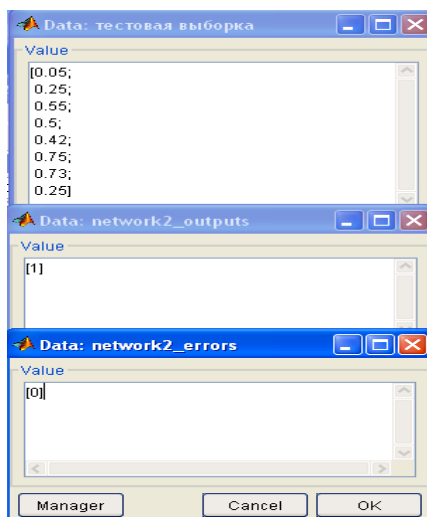 Data: тестовая выборка
Value
[0.05;
0.25;
0.55;
0.5;
0.42;
0.75;
0.73;
0.25]
Data: network2_outputs
Value
[1]
Data: network2_errors
Value
[0]
Manager
Cancel
OK